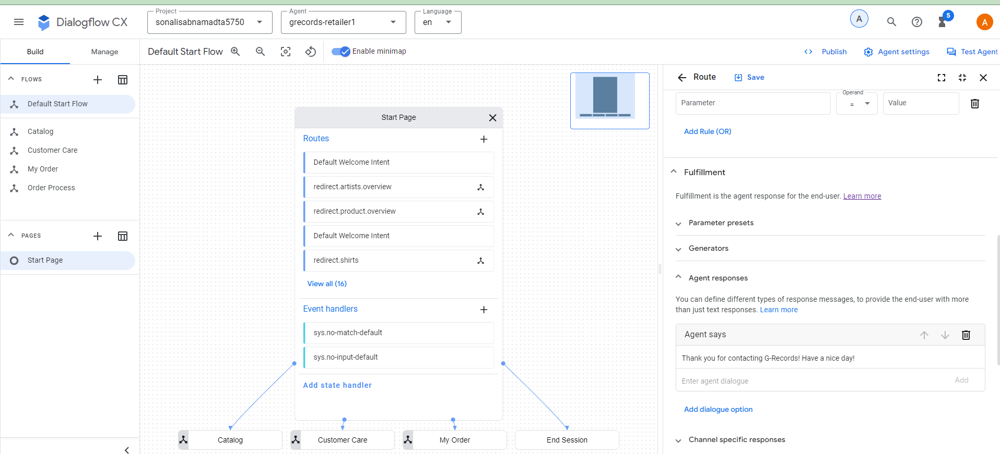 Project
Agent
Language
Dialogflow CX
sonalisabnamadta5750
grecords-retailer1
en
A
5
A
Build
Manage
Default Start Flow
Enable minimap
Publish
Agent settings
Test Agent
FLOWS
Default Start Flow
Catalog
Customer Care
My Order
Order Process
PAGES
Start Page
Start Page
Routes
Default Welcome Intent
redirect.artists.overview
redirect.product.overview
Default Welcome Intent
redirect.shirts
View all (16)
Event handlers
sys.no-match-default
sys.no-input-default
Add state handler
Catalog
Customer Care
My Order
End Session
Route
Save
Parameter
Operand
=
Value
Add Rule (OR)
Fulfillment
Fulfillment is the agent response for the end-user. Learn more
Parameter presets
Generators
Agent responses
You can define different types of response messages, to provide the end-user with more
than just text responses. Learn more
Agent says
Thank you for contacting G-Records! Have a nice day!
Enter agent dialogue
Add
Add dialogue option
Channel specific responses